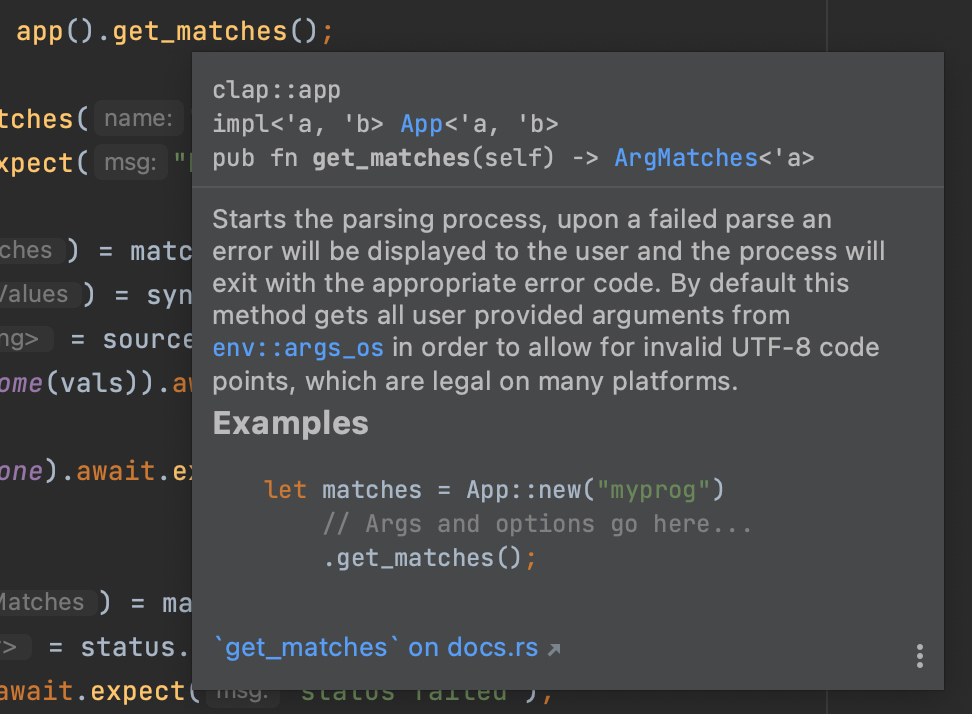 app().get_matches();
clap::app
impl<'a, 'b> App<'a, 'b>
tches( name:
pub fn get_matches(self) -> ArgMatches<'a>
xpect( msg: "
Starts the parsing process, upon a failed parse an
error will be displayed to the user and the process will
ches ) = matc
exit with the appropriate error code. By default this
Values ) = syn
method gets all user provided arguments from
ng> = source
env::args_os in order to allow for invalid UTF-8 code
points, which are legal on many platforms.
ome(vals)).aw
Examples
one).await.ex
let matches = App::new("myprog")
// Args and options go here...
.get_matches();
Matches ) = ma
> = status.
`get_matches` on docs.rs ↗
await.expect( msg: "status failed");